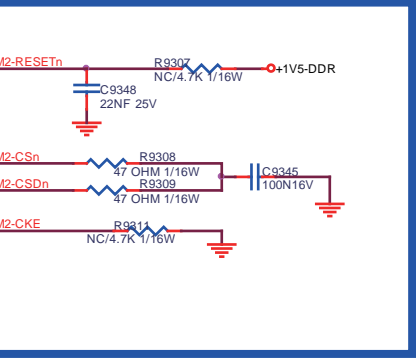 M2-RESETn
R9307
NC/4.7K 1/16W
+1V5-DDR
C9348
22NF 25V
M2-CSn
R9308
47 OHM 1/16W
C9345
100N16V
M2-CSDn
R9309
47 OHM 1/16W
M2-CKE
R9311
NC/4.7K 1/16W